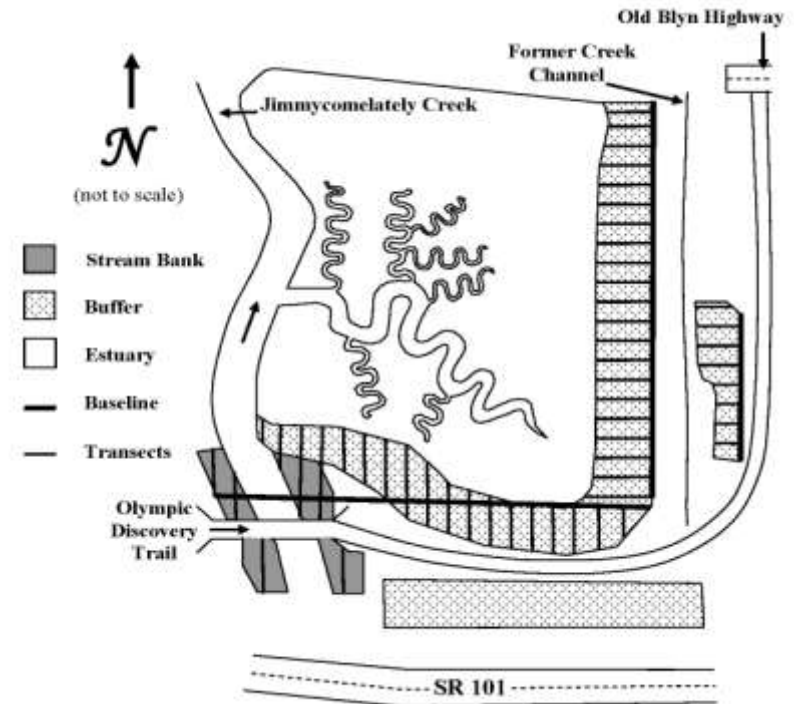 Old Blyn Highway
Former Creek
Channel
Jimmycomelately Creek
N
(not to scale)
Stream Bank
Buffer
Estuary
Baseline
Transects
Olympic
Discovery
Trail
SR 101